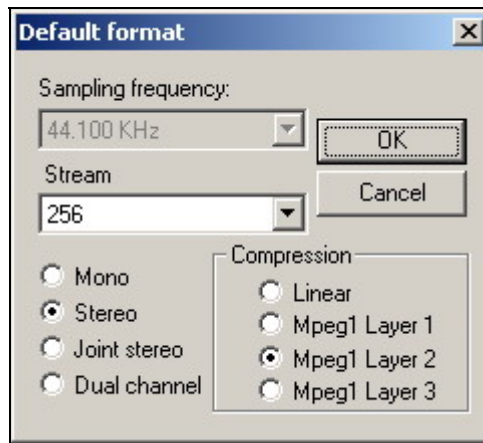 Default format
Sampling frequency:
44.100 KHz
OK
Stream
Cancel
256
Mono
Stereo
Joint stereo
Dual channel
Compression
Linear
Mpeg1 Layer 1
Mpeg1 Layer 2
Mpeg1 Layer 3